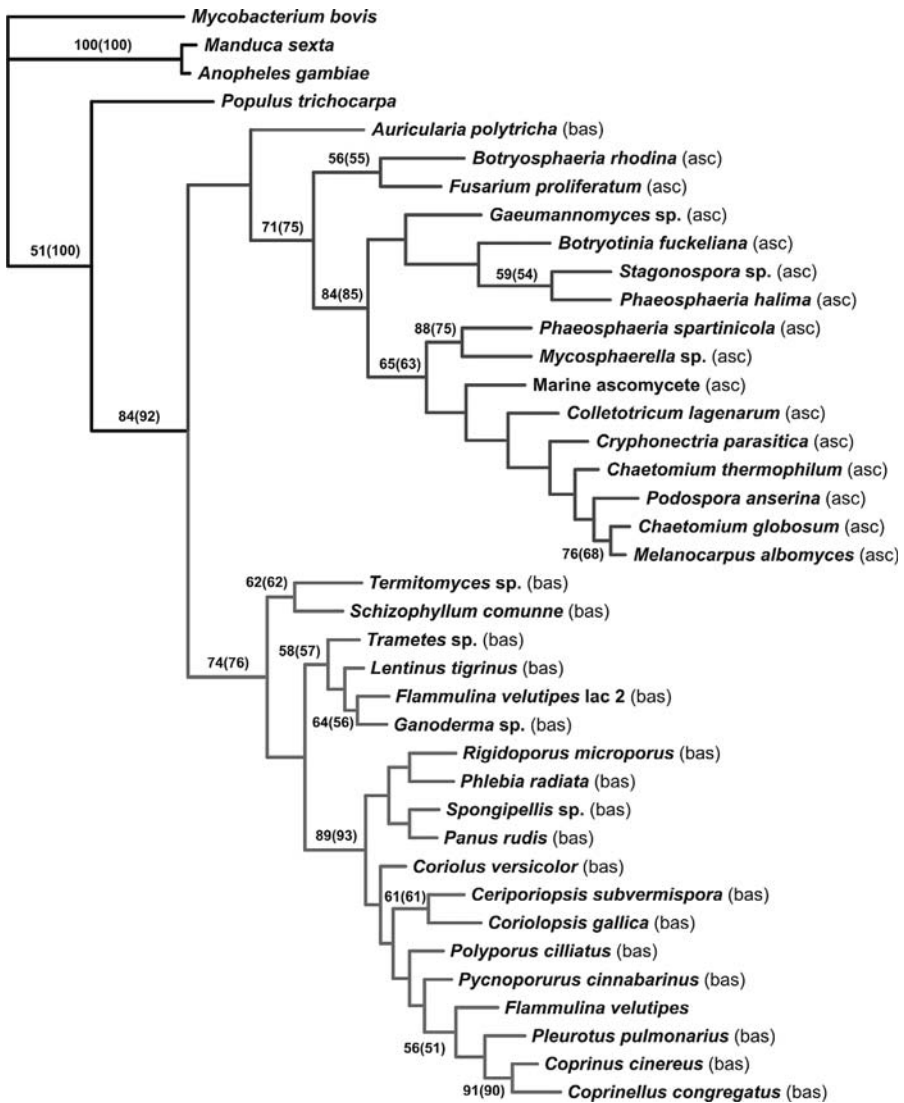 Mycobacterium bovis
100(100)
Manduca sexta
Anopheles gambiae
Populus trichocarpa
Auricularia polytricha (bas)
56(55)
Botryosphaeria rhodina (asc)
Fusarium proliferatum (asc)
Gaeumannomyces sp. (asc)
71(75)
Botryotinia fuckeliana (asc)
51(100)
59(54)
Stagonospora sp. (asc)
84(85)
Phaeosphaeria halima (asc)
88(75)
Phaeosphaeria spartinicola (asc)
Mycosphaerella sp. (asc)
65(63)
Marine ascomycete (asc)
84(92)
Colletotricum lagenarum (asc)
Cryphonectria parasitica (asc)
Chaetomium thermophilum (asc)
Podospora anserina (asc)
Chaetomium globosum (asc)
76(68)
Melanocarpus albomyces (asc)
62(62)
Termitomyces sp. (bas)
Schizophyllum comunne (bas)
58(57)
Trametes sp. (bas)
74(76)
Lentinus tigrinus (bas)
Flammulina velutipes lac 2 (bas)
64(56)
Ganoderma sp. (bas)
Rigidoporus microporus (bas)
Phlebia radiata (bas)
Spongipellis sp. (bas)
89(93)
Panus rudis (bas)
Coriolus versicolor (bas)
61(61)
Ceriporiopsis subvermispora (bas)
Coriolopsis gallica (bas)
Polyporus cilliatus (bas)
Pycnoporurus cinnabarinus (bas)
Flammulina velutipes
56(51)
Pleurotus pulmonarius (bas)
Coprinus cinereus (bas)
91(90)
Coprinellus congregatus (bas)